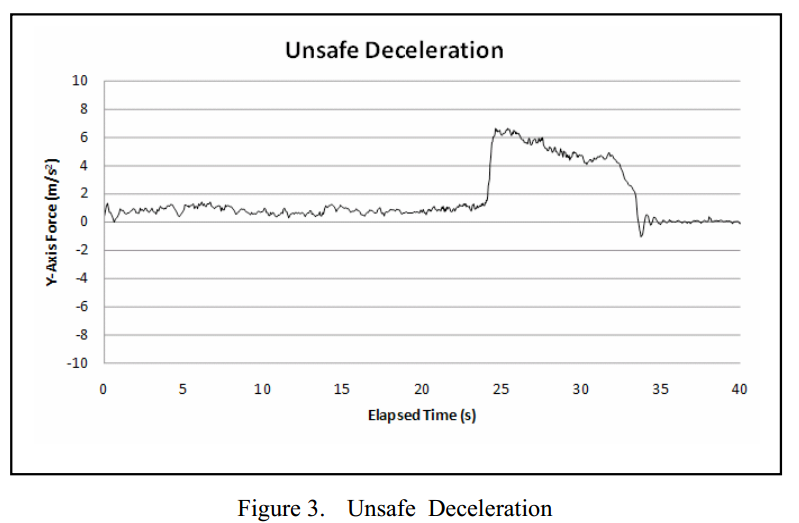 Unsafe Deceleration
10
8
6
4
2
0
-2
-4
-6
-8
-10
Y-Axis Force (m/s²)
0 5 10 15 20 25 30 35 40
Elapsed Time (s)
Figure 3. Unsafe Deceleration